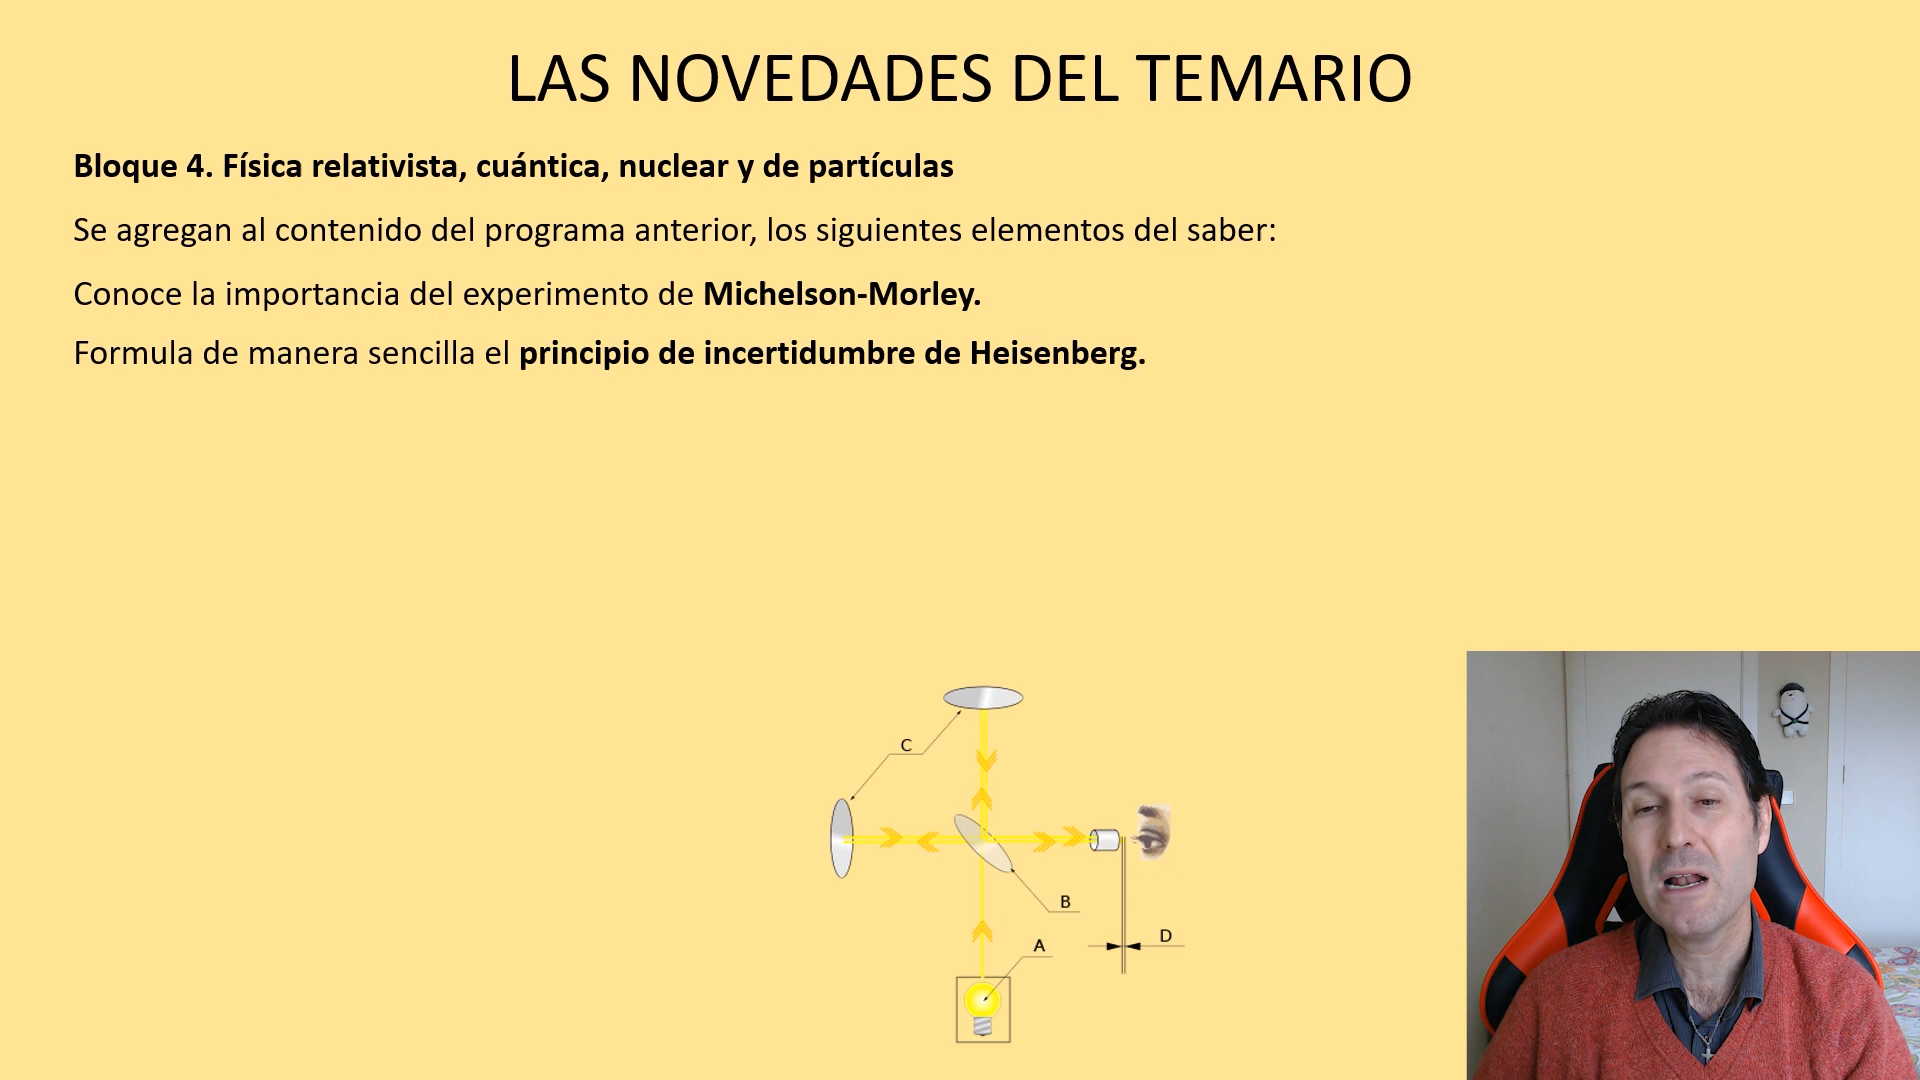 LAS NOVEDADES DEL TEMARIO
Bloque 4. Física relativista, cuántica, nuclear y de partículas
Se agregan al contenido del programa anterior, los siguientes elementos del saber:
Conoce la importancia del experimento de Michelson-Morley.
Formula de manera sencilla el principio de incertidumbre de Heisenberg.
C
B
A
D